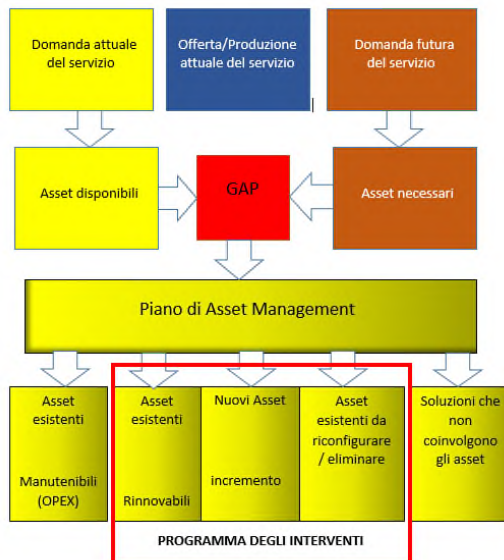 Domanda attuale
del servizio
Offerta/Produzione
attuale del servizio
Domanda futura
del servizio
Asset disponibili
GAP
Asset necessari
Piano di Asset Management
Asset
esistenti
Manutenibili
(OPEX)
Asset
esistenti
Rinnovabili
Nuovi Asset
incremento
Asset
esistenti da
riconfigurare
/ eliminare
Soluzioni che
non
coinvolgono
gli asset
PROGRAMMA DEGLI INTERVENTI